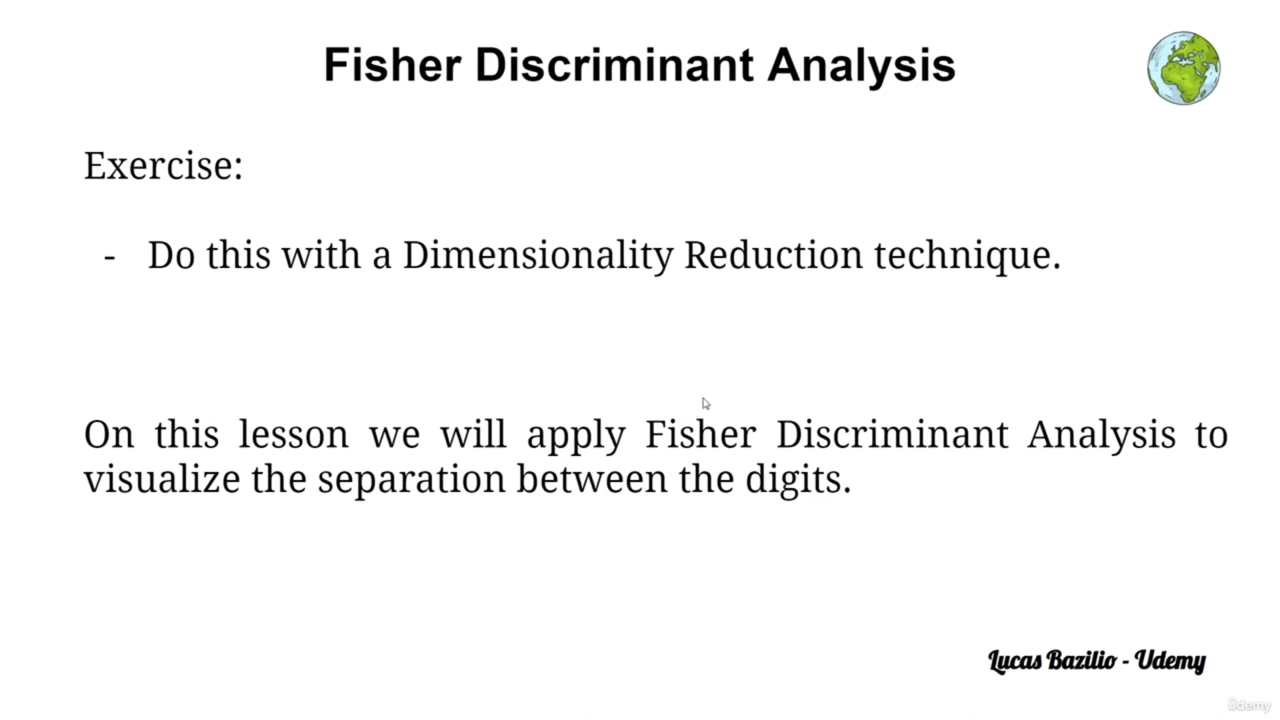 Fisher Discriminant Analysis
Exercise:
- Do this with a Dimensionality Reduction technique.
On this lesson we will apply Fisher Discriminant Analysis to
visualize the separation between the digits.
Lucas Bazilio - Udemy
ûdemy